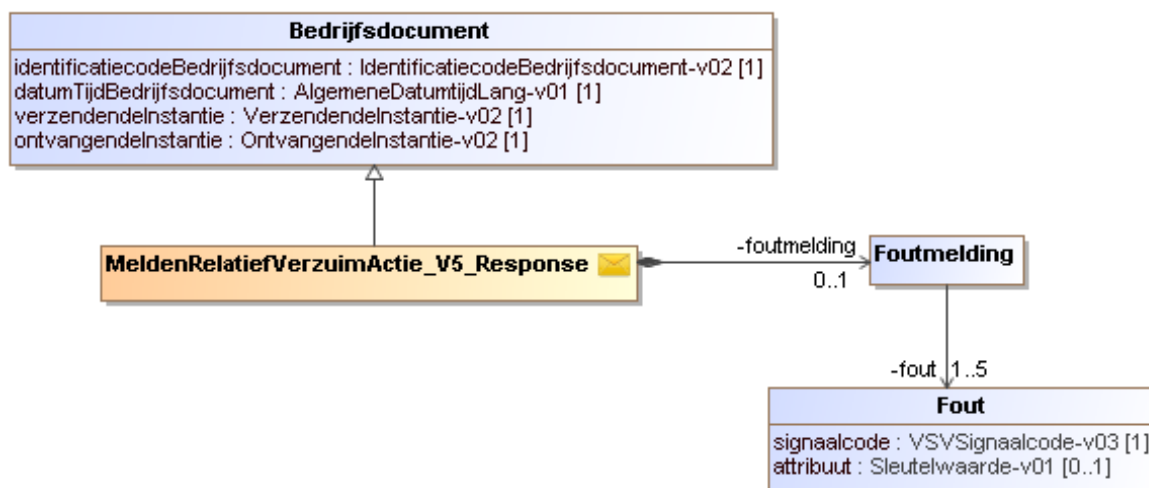 Bedrijfsdocument
identificatiecodeBedrijfsdocument : IdentificatiecodeBedrijfsdocument-v02 [1]
datumTijdBedrijfsdocument : AlgemeneDatumtijdLang-v01 [1]
verzendendeInstantie : VerzendendeInstantie-v02 [1]
ontvangendeInstantie : OntvangendeInstantie-v02 [1]
MeldenRelatiefVerzuimActie_V5_Response
-foutmelding
0..1
Foutmelding
-fout 1..5
Fout
signaalcode : VSVSignaalcode-v03 [1]
attribuut : Sleutelwaarde-v01 [0..1]